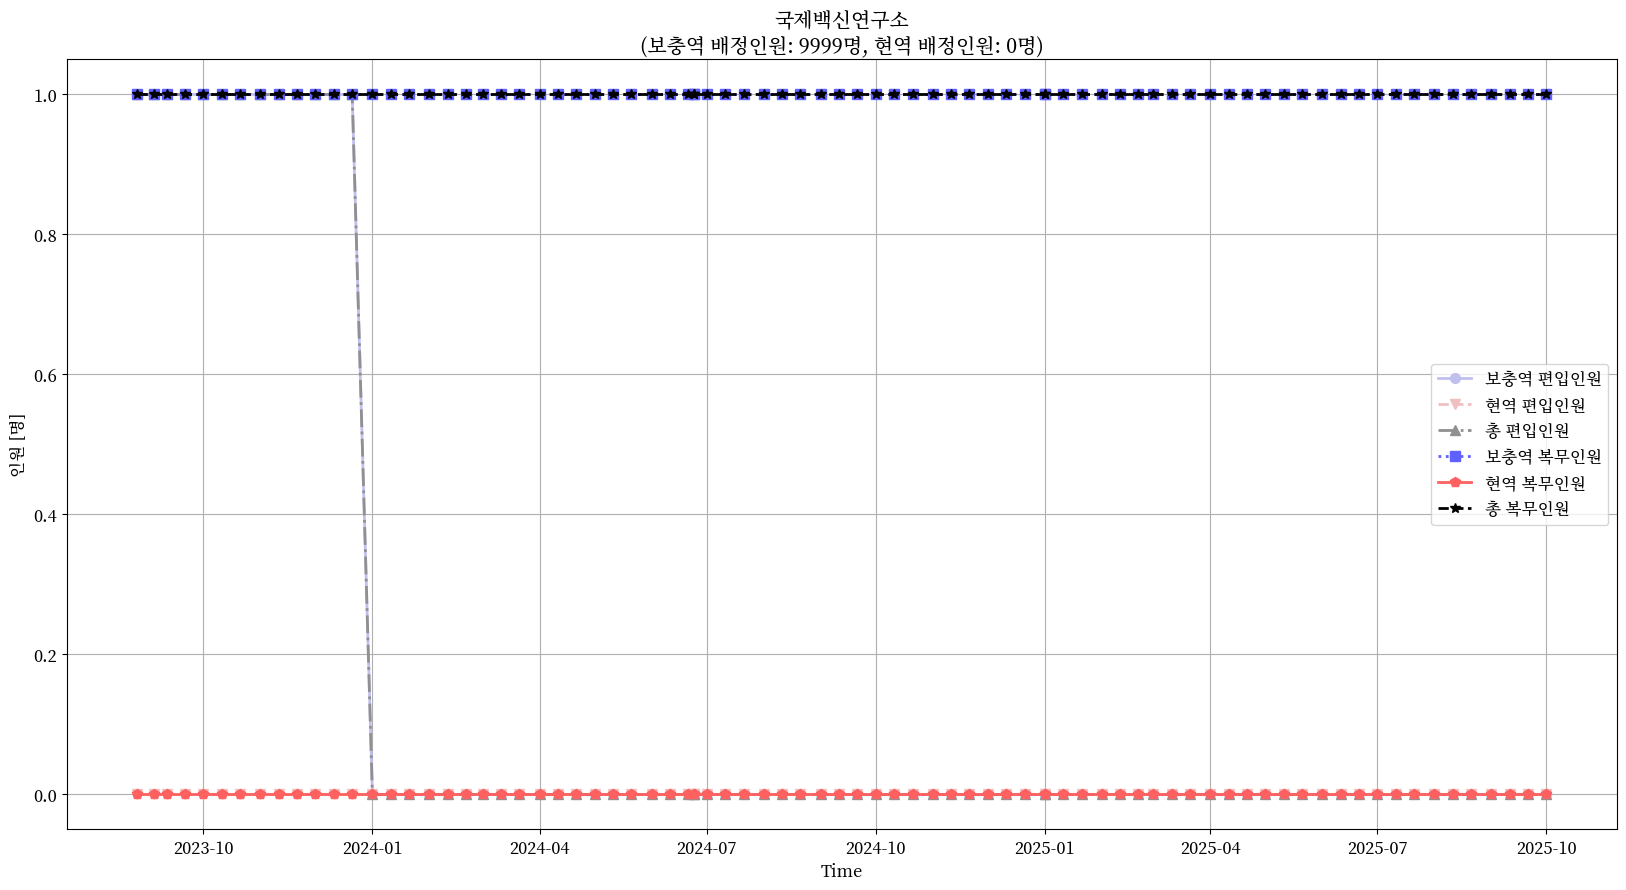 국제백신연구소
(보충역 배정인원: 9999명, 현역 배정인원: 0명)
인원 [명]
1.0
0.8
0.6
0.4
0.2
0.0
보충역 편입인원
현역 편입인원
총 편입인원
보충역 복무인원
현역 복무인원
총 복무인원
2023-10 2024-01 2024-04 2024-07 2024-10 2025-01 2025-04 2025-07 2025-10
Time